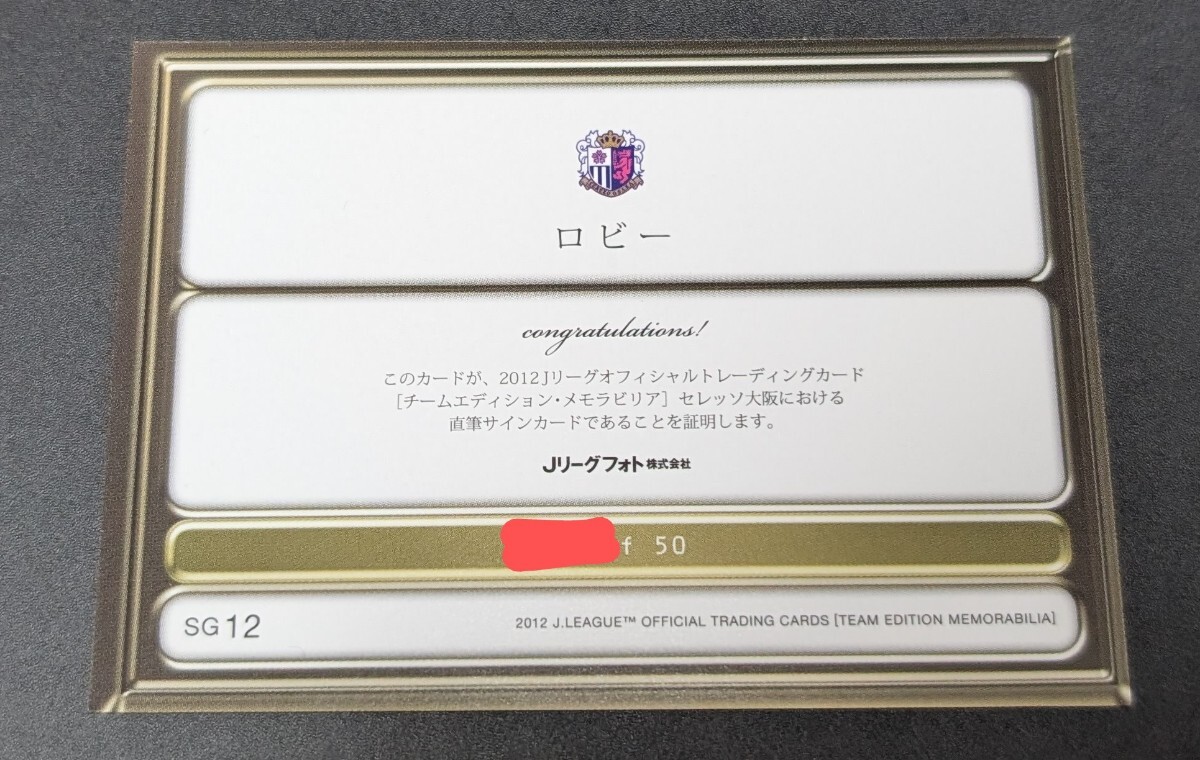 ロビー
congratulations!
このカードが、2012Jリーグオフィシャルトレーディングカード
［チームエディション・メモラビリア］セレッソ大阪における
直筆サインカードであることを証明します。
Jリーグフォト株式会社
f 50
SG12
2012 J.LEAGUE™ OFFICIAL TRADING CARDS [TEAM EDITION MEMORABILIA]